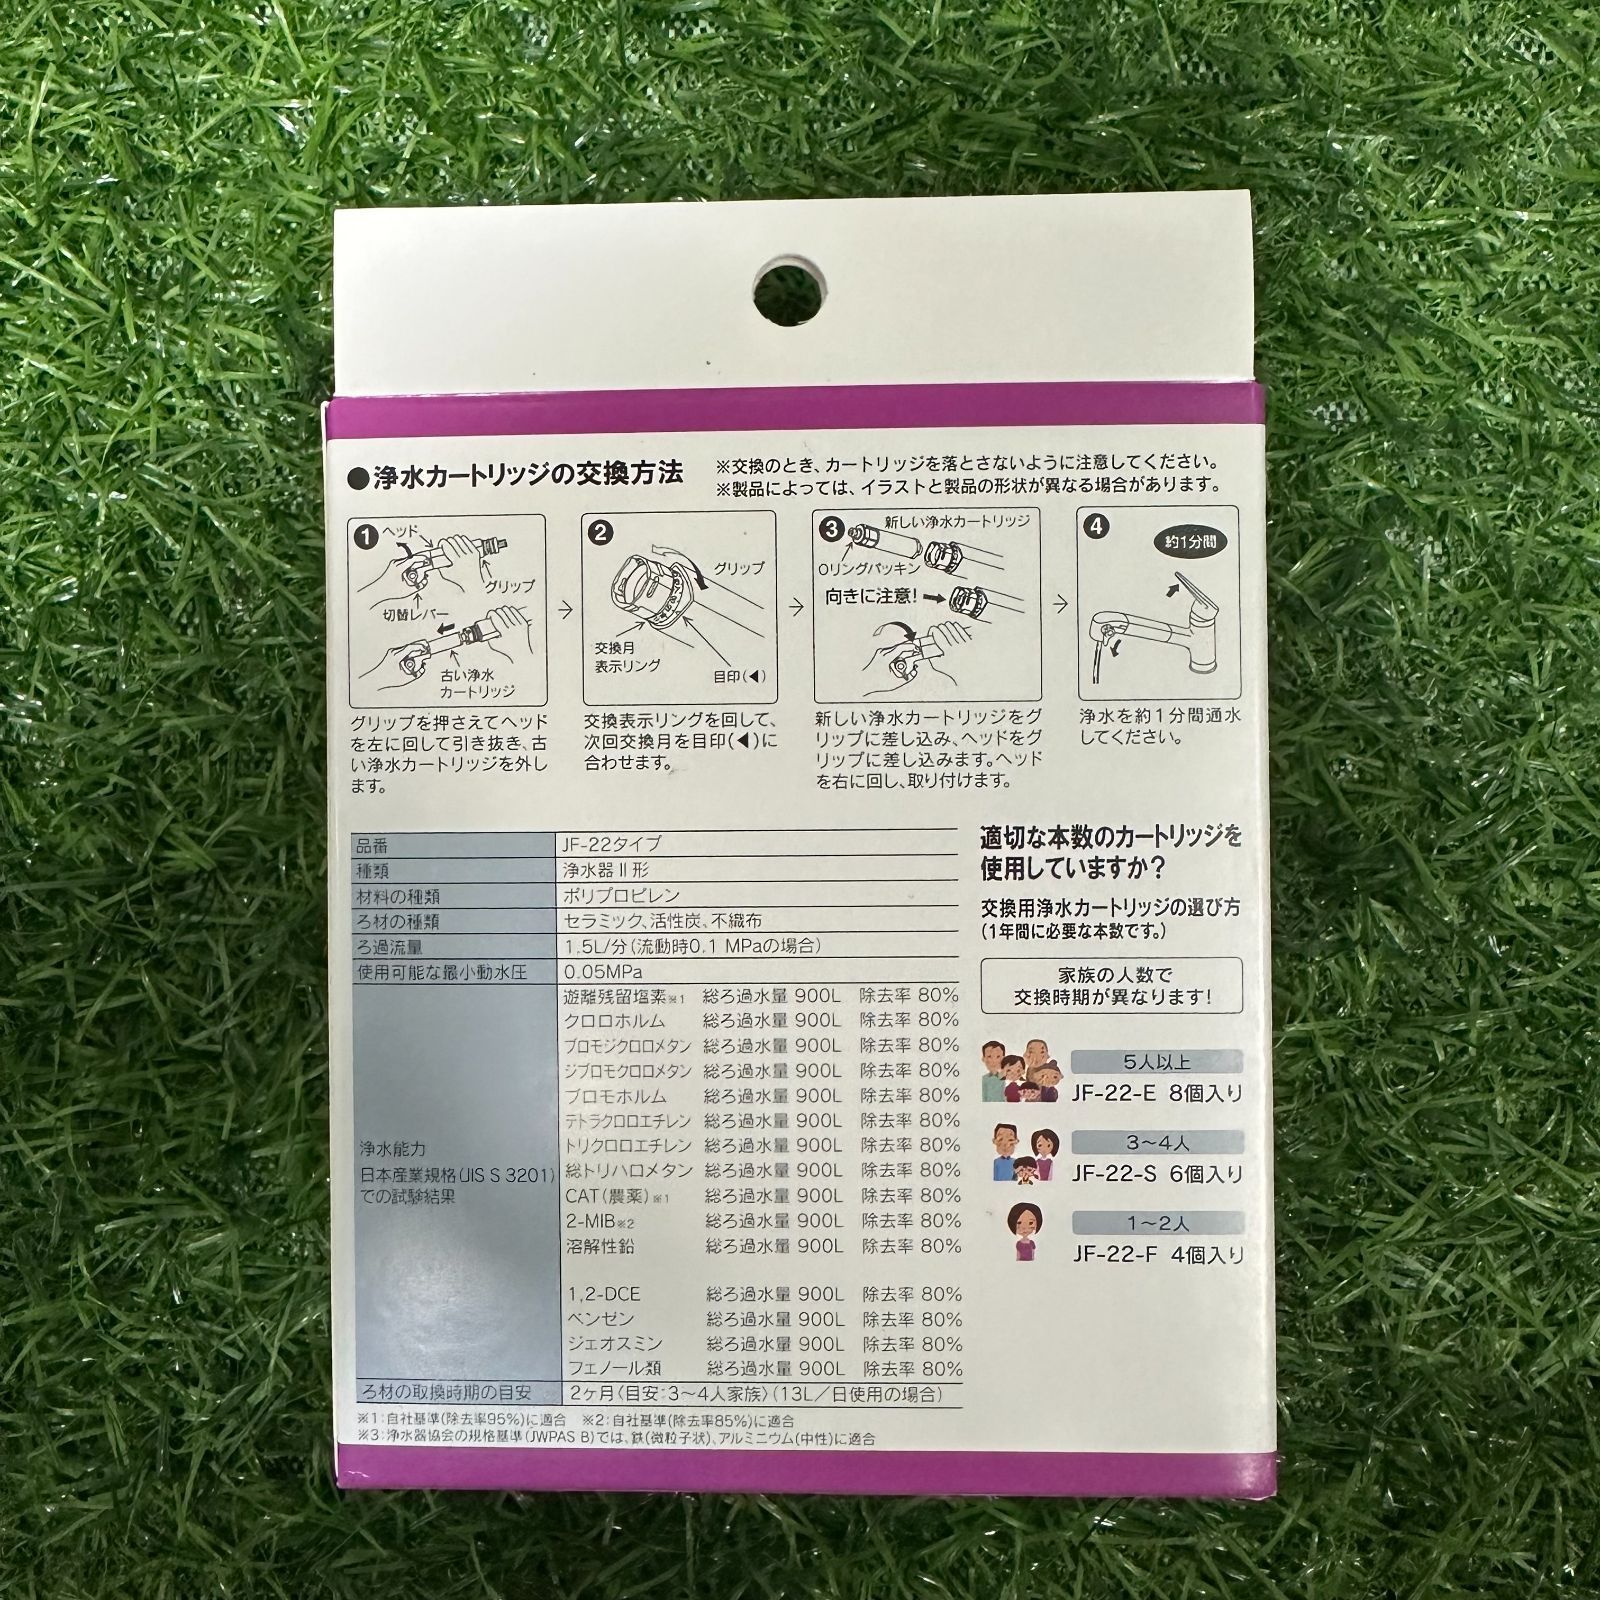 ●浄水カートリッジの交換方法
※交換のとき、カートリッジを落とさないように注意してください。
※製品によっては、イラストと製品の形状が異なる場合があります。
1
ヘッド
グリップ
切替レバー
古い浄水
カートリッジ
グリップを押さえてヘッド
を左に回して引き抜き、古
い浄水カートリッジを外し
ます。
2
グリップ
交換月
表示リング
目印(◀)
交換表示リングを回して、
次回交換月を目印(◀)に
合わせます。
3
新しい浄水カートリッジ
Oリングパッキン
向きに注意!
新しい浄水カートリッジをグ
リップに差し込み、ヘッドをグ
リップに差し込みます。ヘッド
を右に回し、取り付けます。
4
約1分間
浄水を約1分間通水
してください。
品番 JF-22タイプ
種類 浄水器Ⅱ形
材料の種類 ポリプロピレン
ろ材の種類 セラミック、活性炭、不織布
ろ過流量 1.5L/分(流動時0.1 MPaの場合)
使用可能な最小動水圧 0.05MPa
浄水能力
日本産業規格(JIS S 3201)
での試験結果
遊離残留塩素※1 総ろ過水量 900L 除去率 80%
クロロホルム 総ろ過水量 900L 除去率 80%
ブロモジクロロメタン 総ろ過水量 900L 除去率 80%
ジブロモクロロメタン 総ろ過水量 900L 除去率 80%
ブロモホルム 総ろ過水量 900L 除去率 80%
テトラクロロエチレン 総ろ過水量 900L 除去率 80%
トリクロロエチレン 総ろ過水量 900L 除去率 80%
総トリハロメタン 総ろ過水量 900L 除去率 80%
CAT(農薬)※1 総ろ過水量 900L 除去率 80%
2-MIB※2 総ろ過水量 900L 除去率 80%
溶解性鉛 総ろ過水量 900L 除去率 80%
1,2-DCE 総ろ過水量 900L 除去率 80%
ベンゼン 総ろ過水量 900L 除去率 80%
ジェオスミン 総ろ過水量 900L 除去率 80%
フェノール類 総ろ過水量 900L 除去率 80%
ろ材の取換時期の目安 2ヶ月〈目安:3〜4人家族〉(13L/日使用の場合)
※1:自社基準(除去率95%)に適合 ※2:自社基準(除去率85%)に適合
※3:浄水器協会の規格基準(JWPAS B)では、鉄(微粒子状)、アルミニウム(中性)に適合
適切な本数のカートリッジを
使用していますか?
交換用浄水カートリッジの選び方
(1年間に必要な本数です。)
家族の人数で
交換時期が異なります!
5人以上
JF-22-E 8個入り
3〜4人
JF-22-S 6個入り
1〜2人
JF-22-F 4個入り